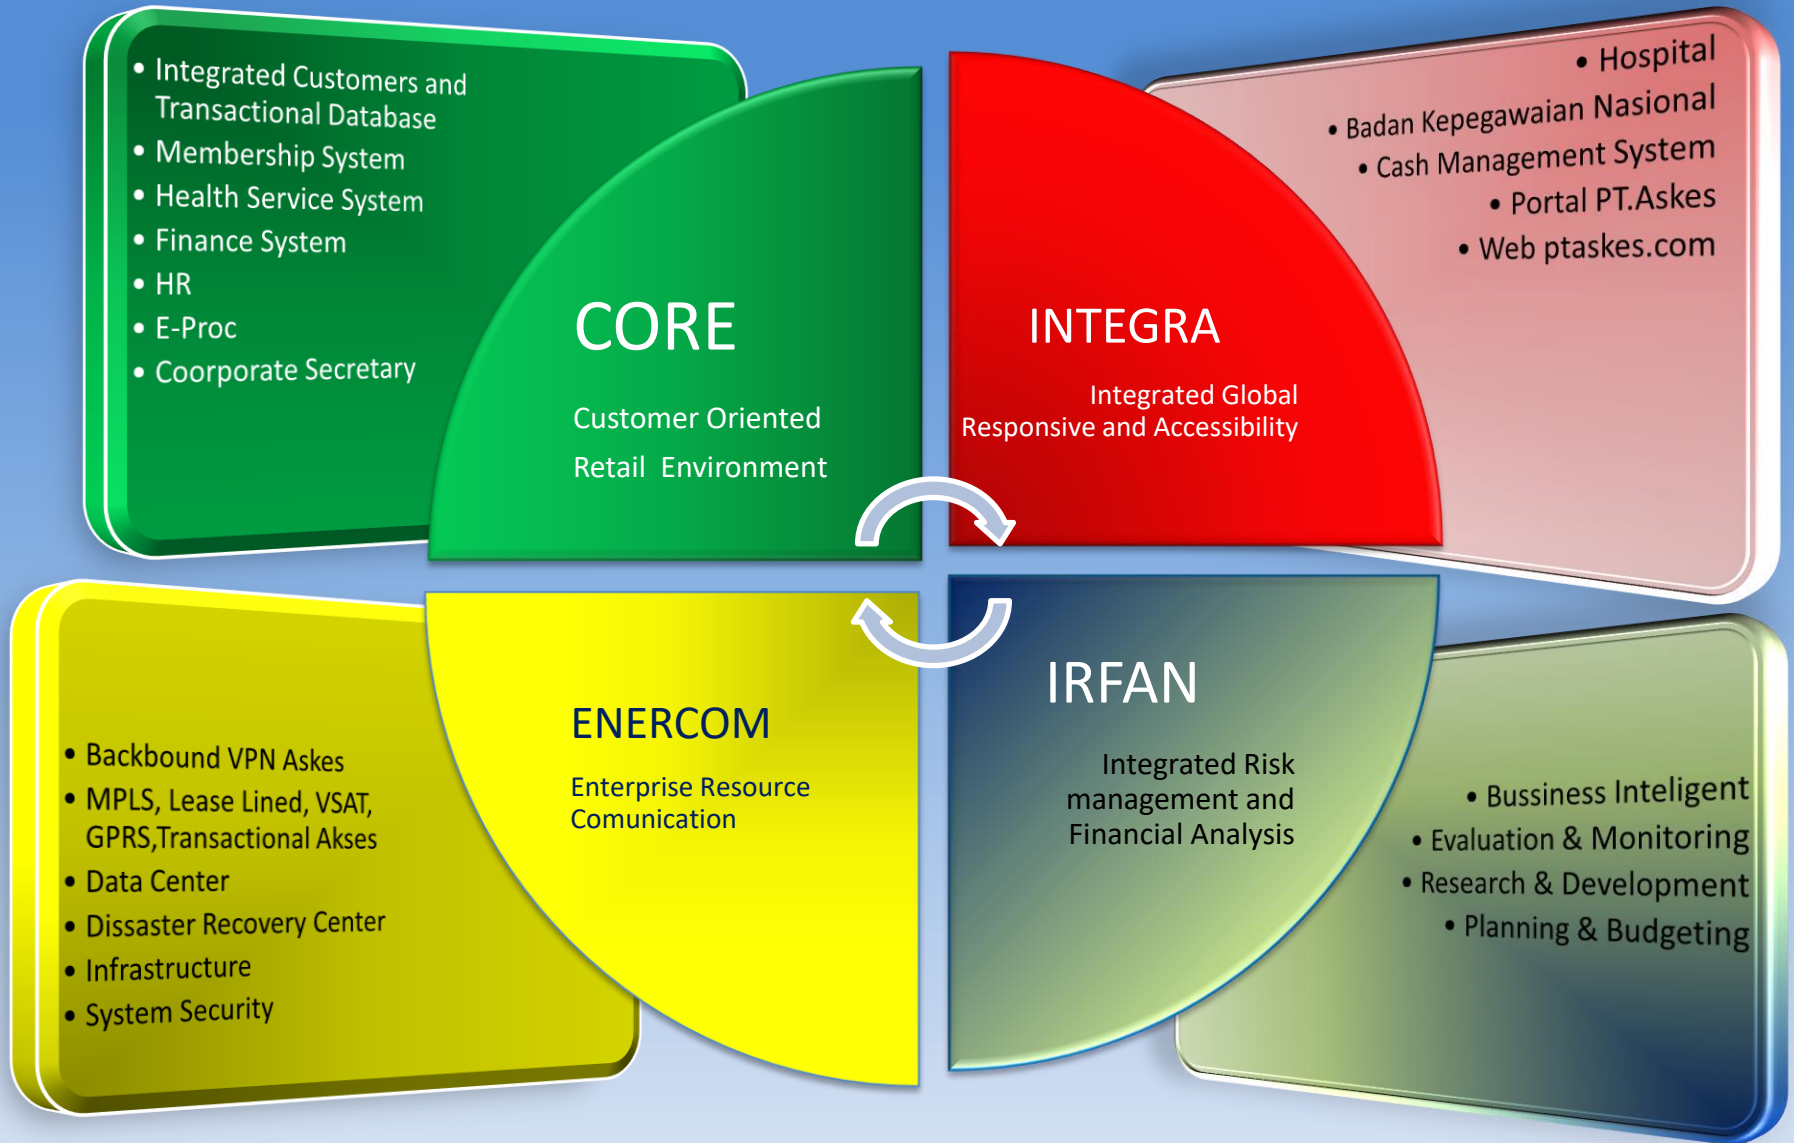 • Integrated Customers and
Transactional Database
• Membership System
• Health Service System
• Finance System
• HR
• E-Proc
• Coorporate Secretary
CORE
Customer Oriented
Retail Environment
INTEGRA
Integrated Global
Responsive and Accessibility
• Hospital
• Badan Kepegawaian Nasional
• Cash Management System
• Portal PT.Askes
• Web ptaskes.com
• Backbound VPN Askes
• MPLS, Lease Lined, VSAT,
GPRS,Transactional Akses
• Data Center
• Dissaster Recovery Center
• Infrastructure
• System Security
ENERCOM
Enterprise Resource
Comunication
IRFAN
Integrated Risk
management and
Financial Analysis
• Bussiness Inteligent
• Evaluation & Monitoring
• Research & Development
• Planning & Budgeting